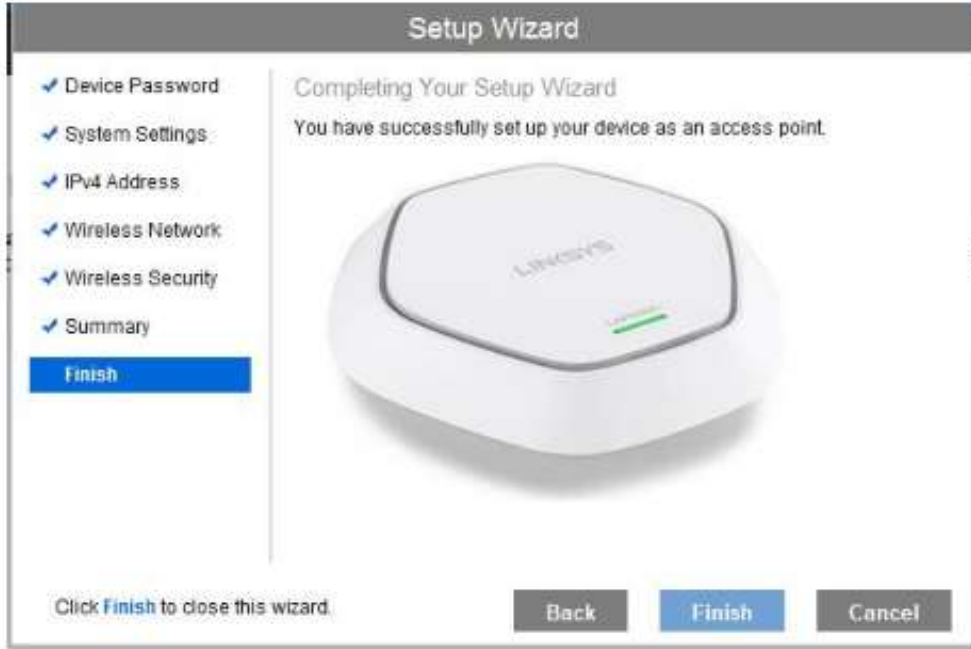 Setup Wizard
Device Password
System Settings
IPv4 Address
Wireless Network
Wireless Security
Summary
Finish
Completing Your Setup Wizard
You have successfully set up your device as an access point.
LINKSYS
Click Finish to close this wizard.
Back
Finish
Cancel